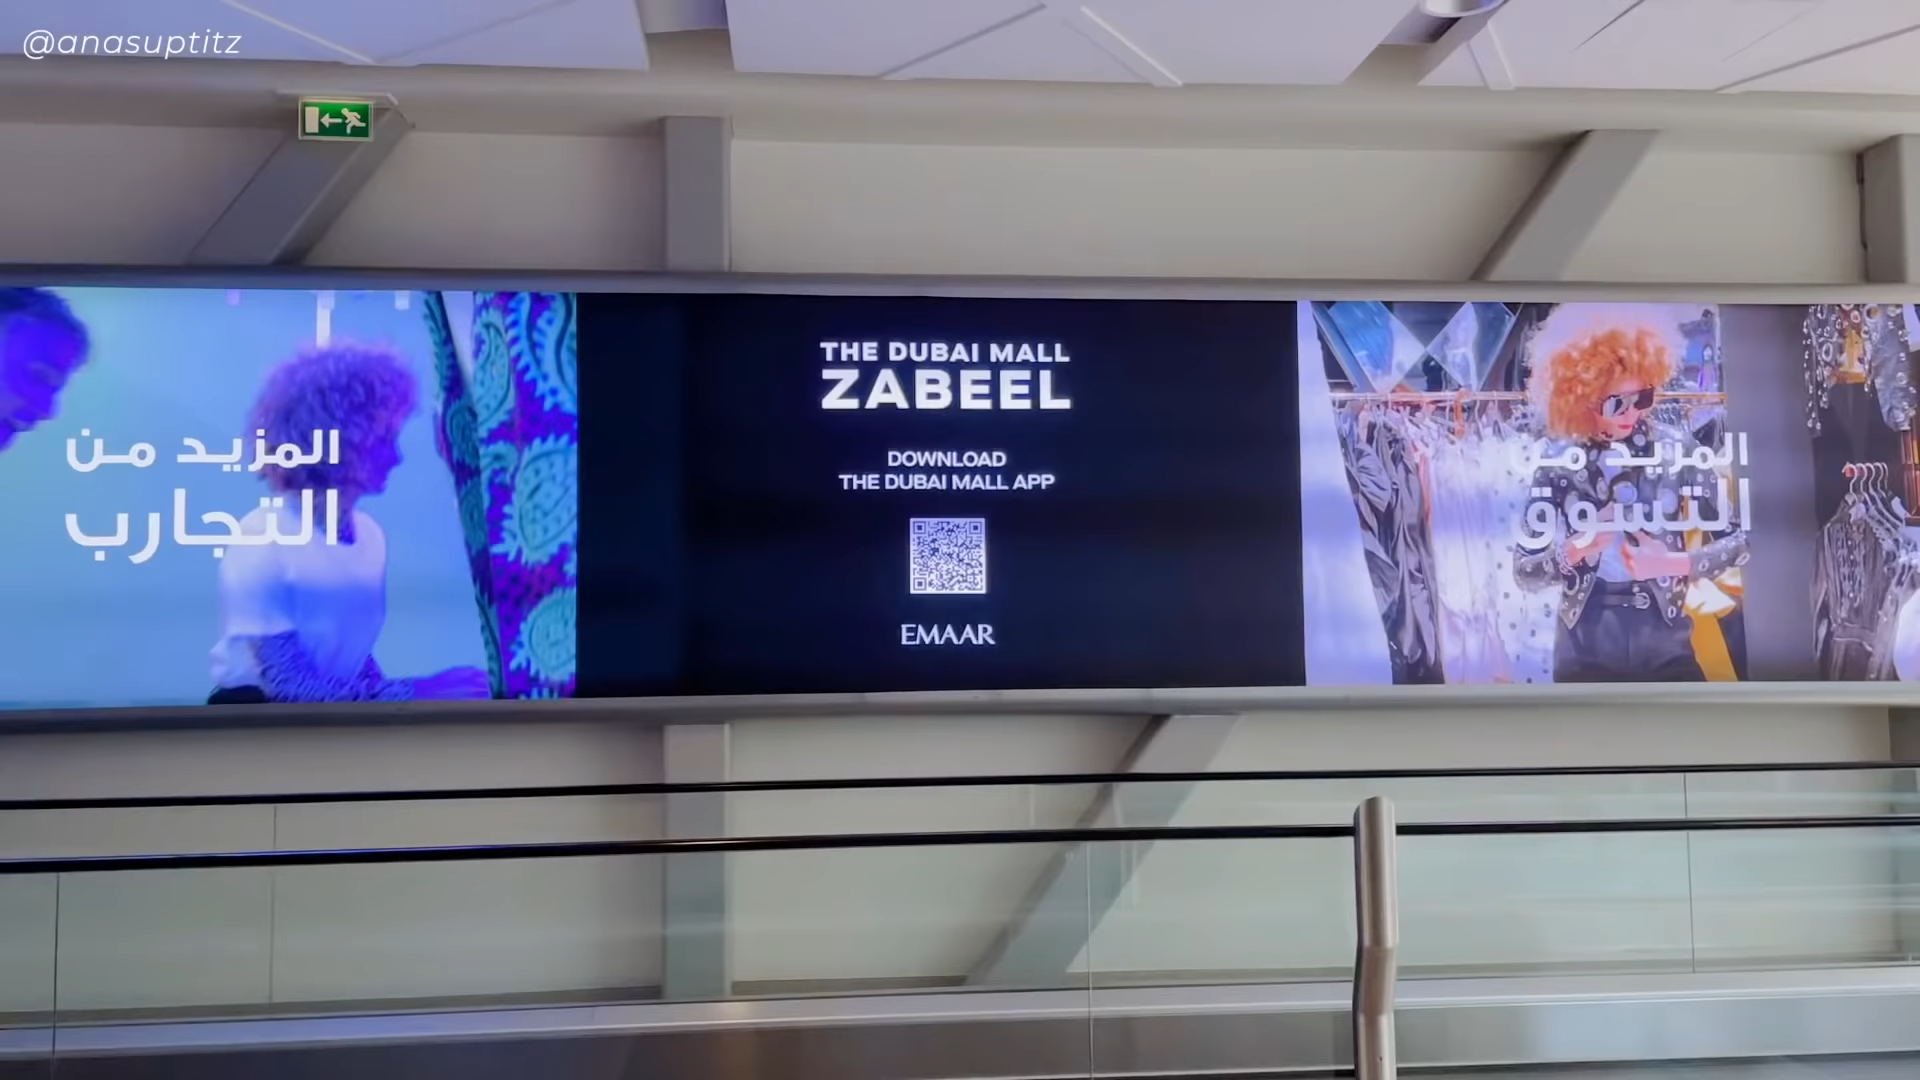 @anasuptitz
المزيد من
التجارب
THE DUBAI MALL
ZABEEL
DOWNLOAD
THE DUBAI MALL APP
EMAAR
المزيد من
التسوق